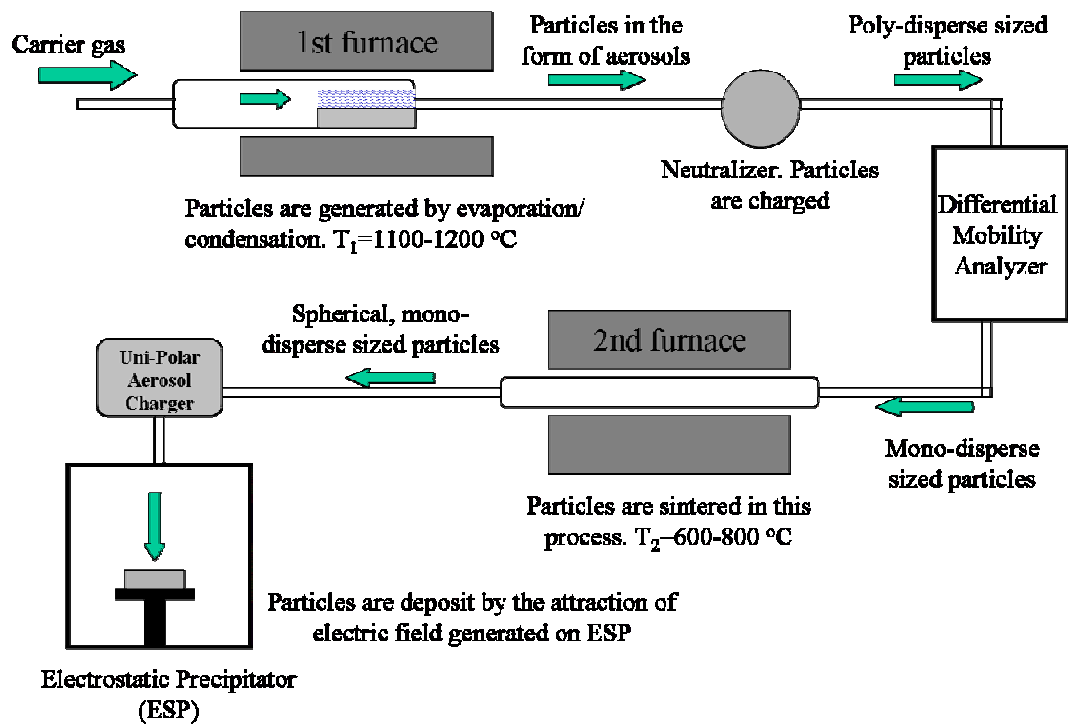 Carrier gas
1st furnace
Particles in the
form of aerosols
Poly-disperse sized
particles
Neutralizer. Particles
are charged
Particles are generated by evaporation/
condensation. T1=1100-1200 °C
Differential
Mobility
Analyzer
Spherical, mono-
disperse sized particles
2nd furnace
Uni-Polar
Aerosol
Charger
Mono-disperse
sized particles
Particles are sintered in this
process. T2–600-800 °C
Particles are deposit by the attraction of
electric field generated on ESP
Electrostatic Precipitator
(ESP)